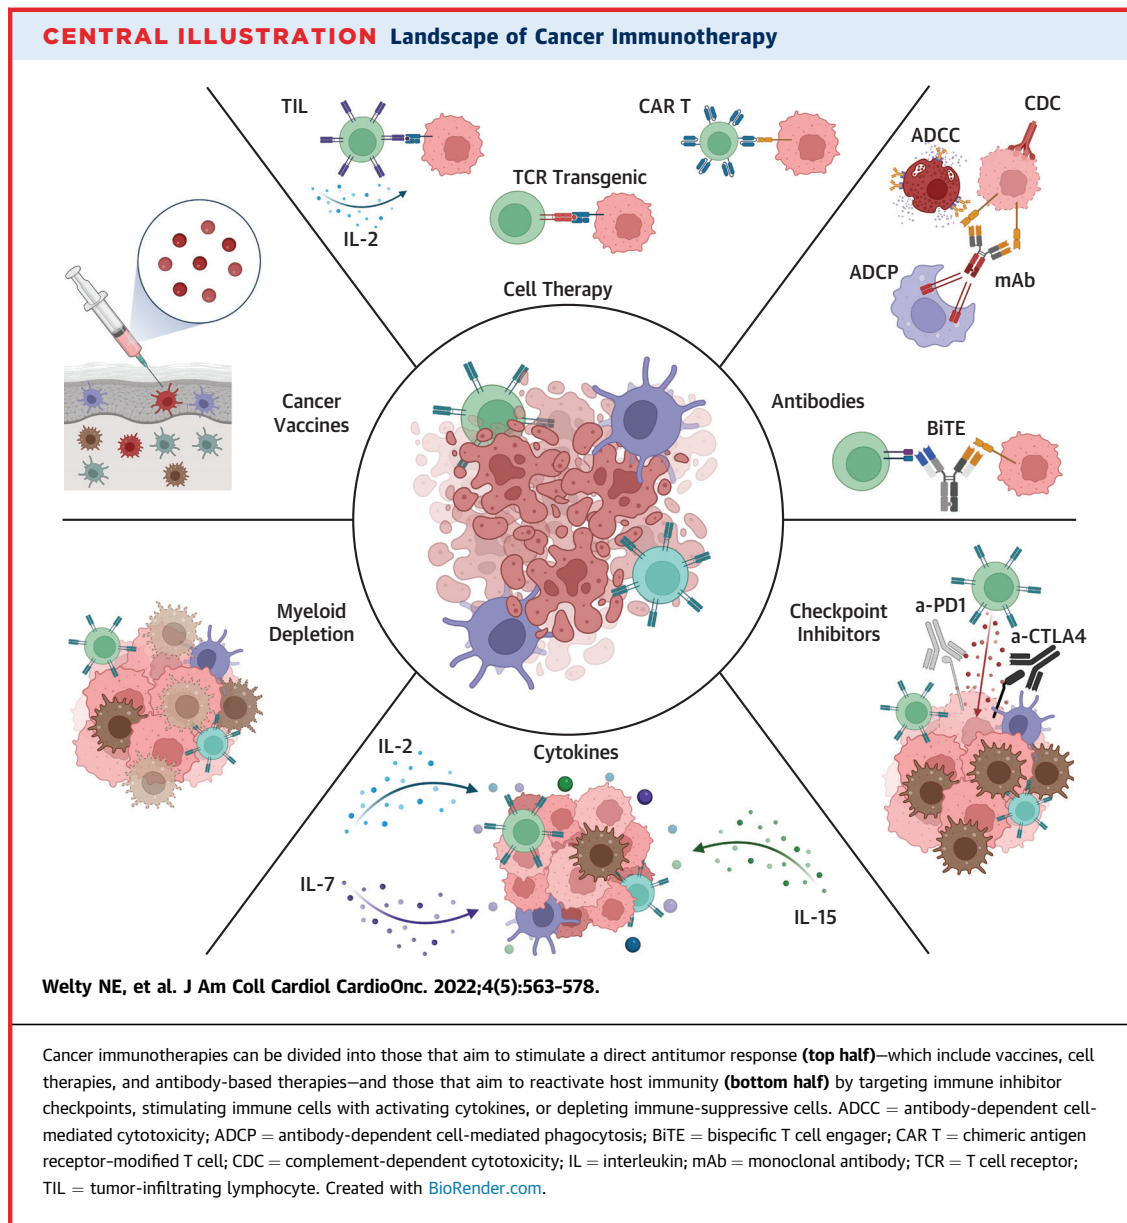 CENTRAL ILLUSTRATION Landscape of Cancer Immunotherapy
TIL
IL-2
TCR Transgenic
CAR T
Cell Therapy
CDC
ADCC
ADCP
mAb
Antibodies
BiTE
Cancer
Vaccines
Myeloid
Depletion
Checkpoint
Inhibitors
a-PD1
a-CTLA4
Cytokines
IL-2
IL-7
IL-15
Welty NE, et al. J Am Coll Cardiol CardioOnc. 2022;4(5):563–578.
Cancer immunotherapies can be divided into those that aim to stimulate a direct antitumor response (top half)—which include vaccines, cell
therapies, and antibody-based therapies—and those that aim to reactivate host immunity (bottom half) by targeting immune inhibitor
checkpoints, stimulating immune cells with activating cytokines, or depleting immune-suppressive cells. ADCC = antibody-dependent cell-
mediated cytotoxicity; ADCP = antibody-dependent cell-mediated phagocytosis; BiTE = bispecific T cell engager; CAR T = chimeric antigen
receptor–modified T cell; CDC = complement-dependent cytotoxicity; IL = interleukin; mAb = monoclonal antibody; TCR = T cell receptor;
TIL = tumor-infiltrating lymphocyte. Created with BioRender.com.